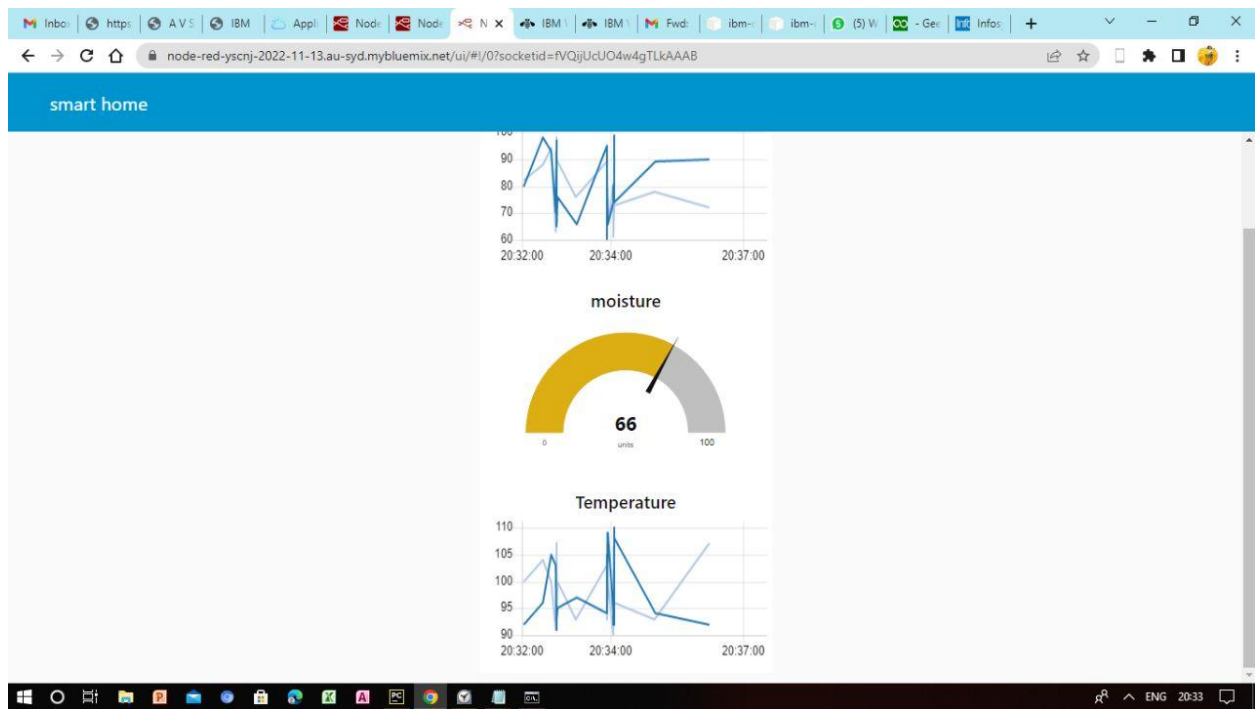 Inbo
https
A V S
IBM
Appli
Node
Node
N
IBM
IBM
Fwd:
ibm-
ibm-
(5) W
- Gee
Infos
node-red-yscnj-2022-11-13.au-syd.mybluemix.net/ui/#!/0?socketid=fVQijUcUO4w4gTLkAAAB
smart home
100
90
80
70
60
20:32:00 20:34:00 20:37:00
moisture
66
0 units 100
Temperature
110
105
100
95
90
20:32:00 20:34:00 20:37:00
ENG 20:33